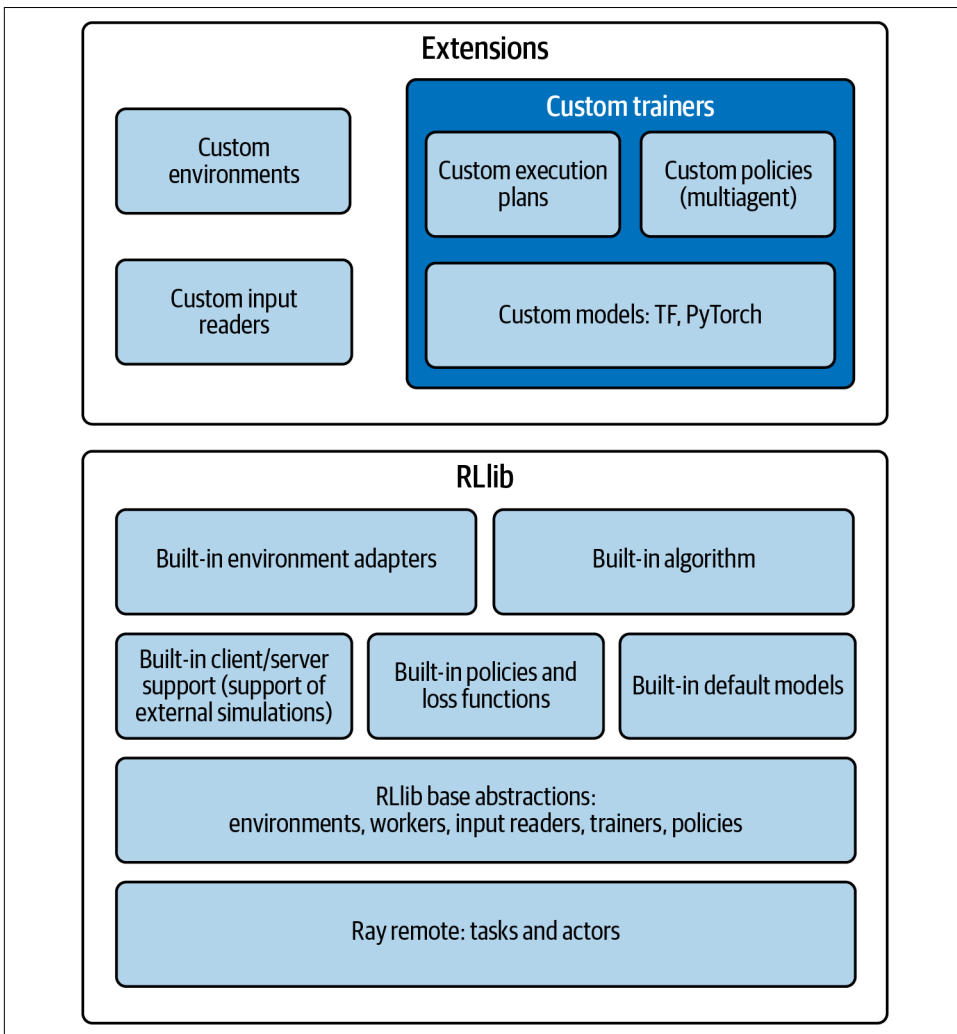 Extensions
Custom
environments
Custom input
readers
Custom trainers
Custom execution
plans
Custom policies
(multiagent)
Custom models: TF, PyTorch
RLlib
Built-in environment adapters
Built-in algorithm
Built-in client/server
support (support of
external simulations)
Built-in policies and
loss functions
Built-in default models
RLlib base abstractions:
environments, workers, input readers, trainers, policies
Ray remote: tasks and actors